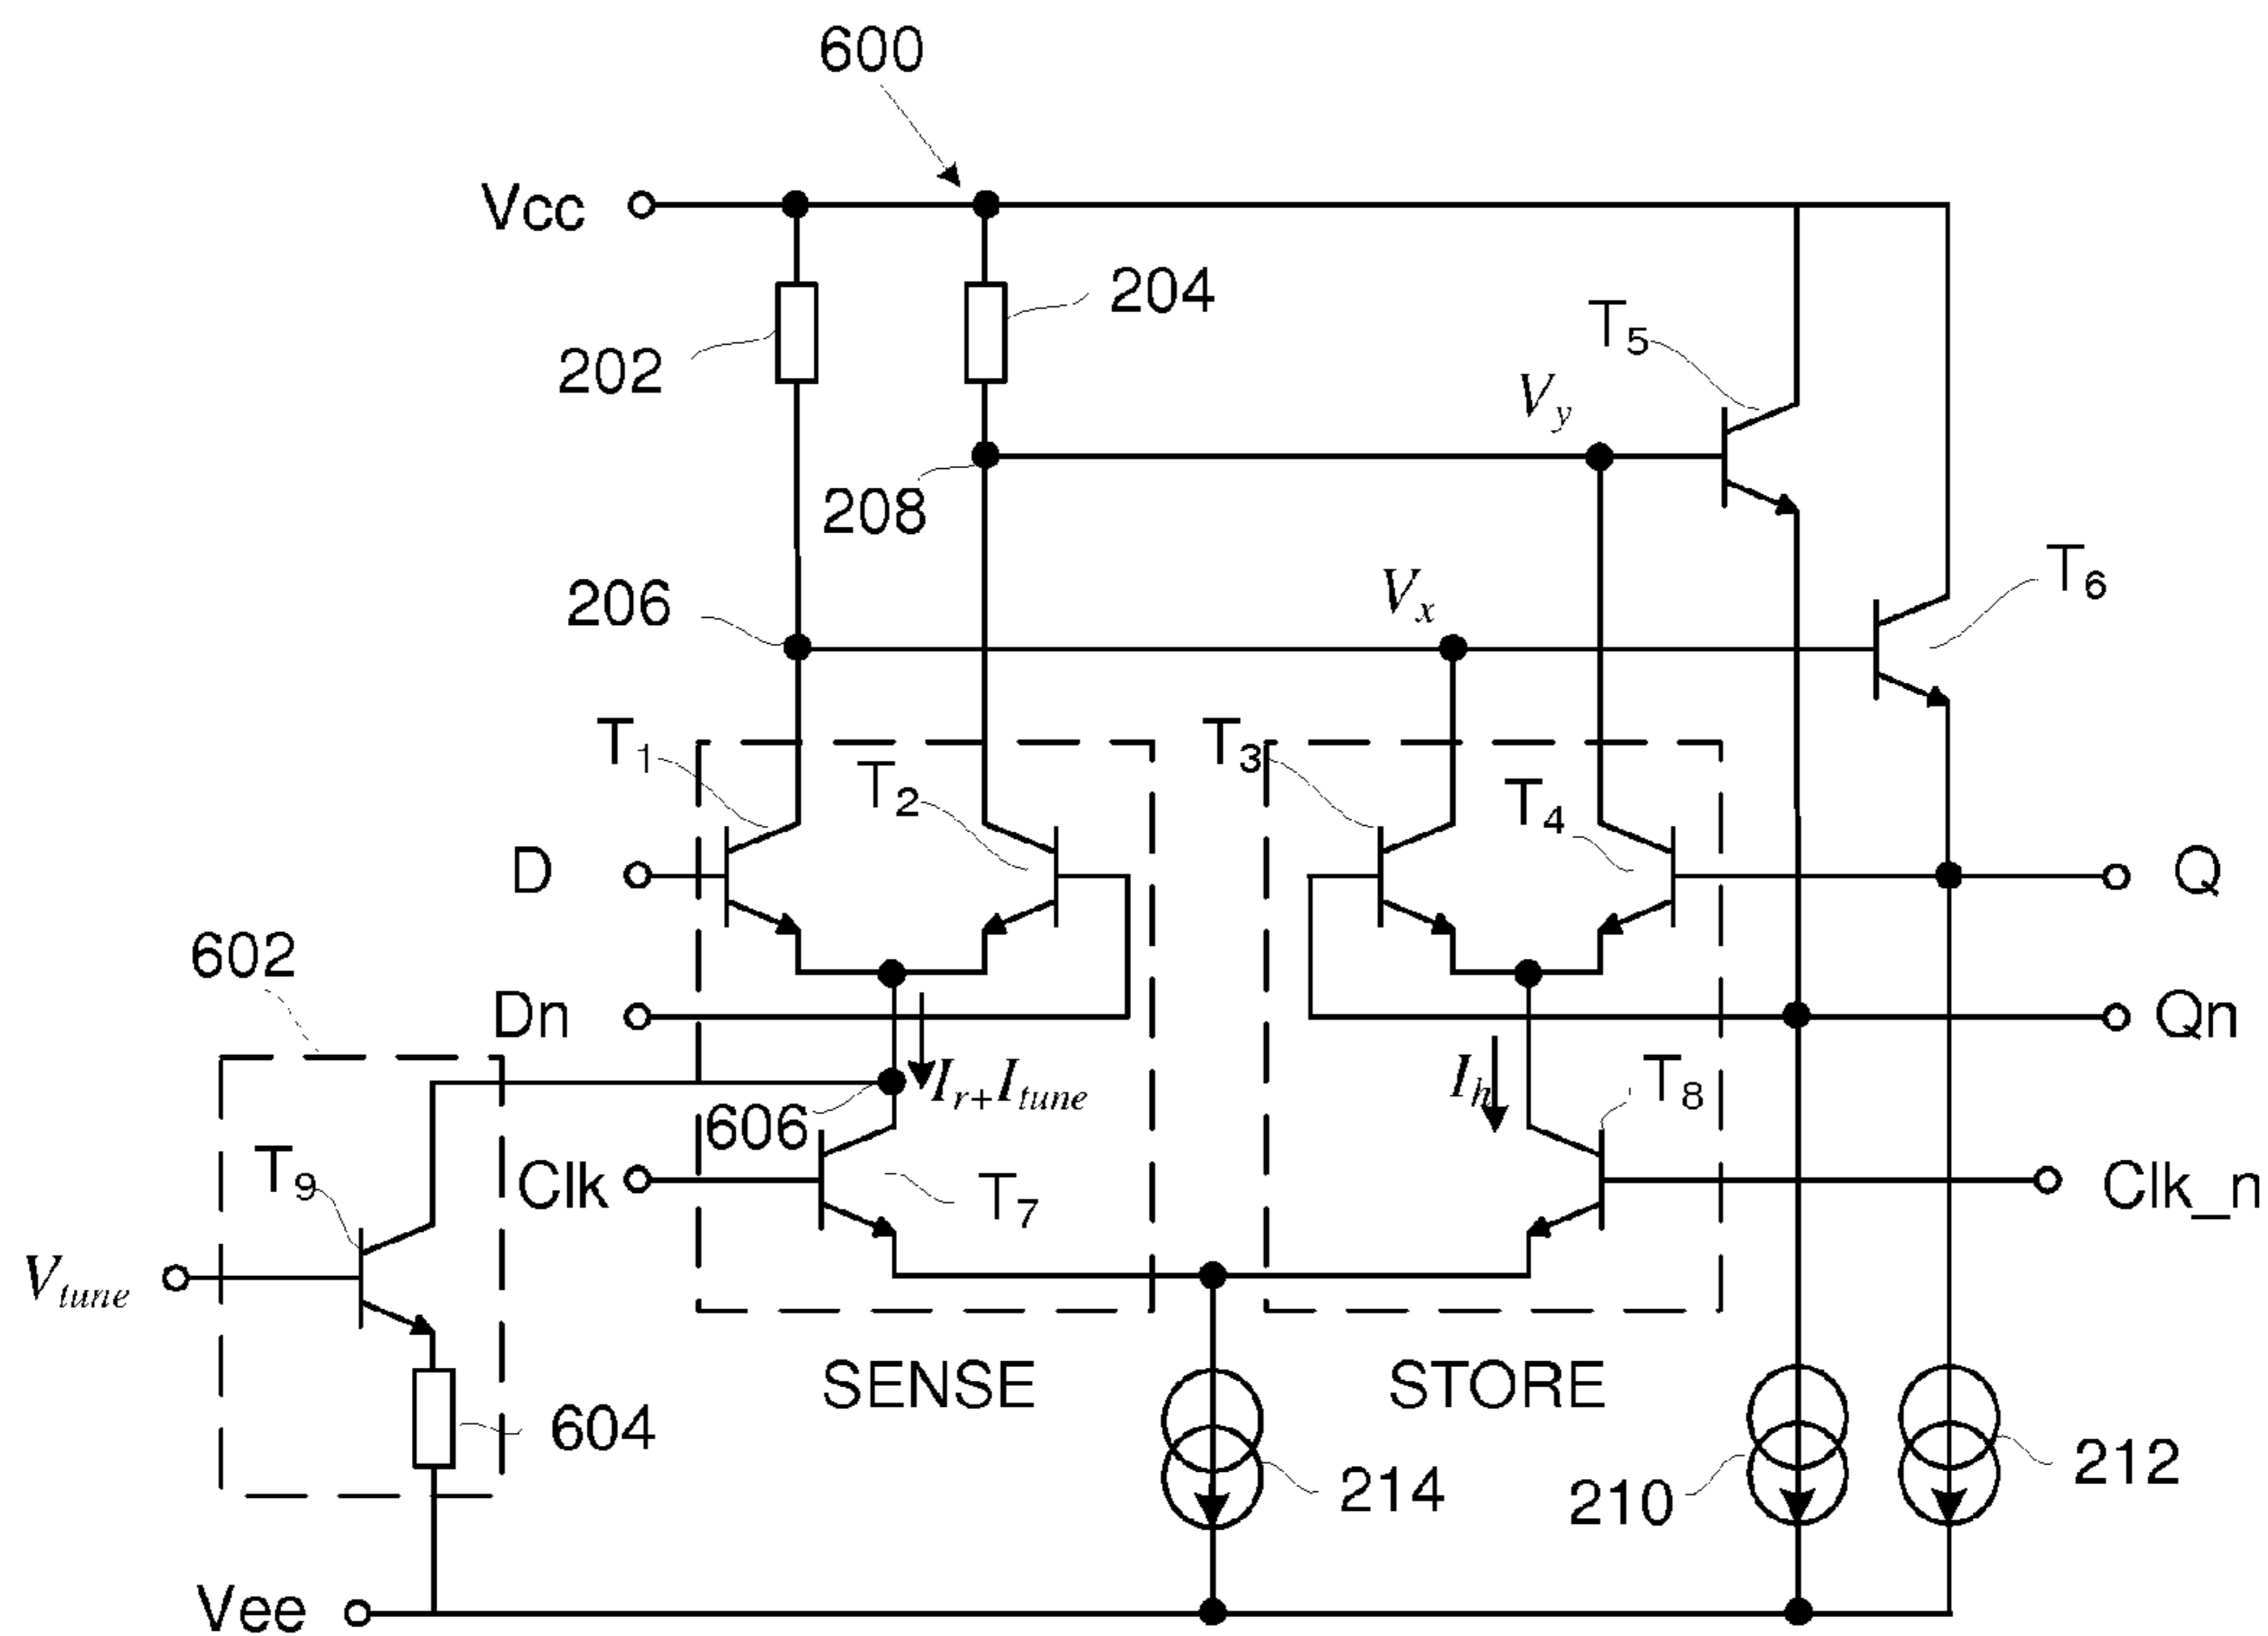 600
Vcc
204
202
T5
Vy
208
206
Vx
T6
T1
T2
T3
T4
D
Q
602
Dn
Qn
Ir+Itune
Ih
T8
606
T9
Clk
T7
Clk_n
Vtune
SENSE
STORE
604
214
210
212
Vee